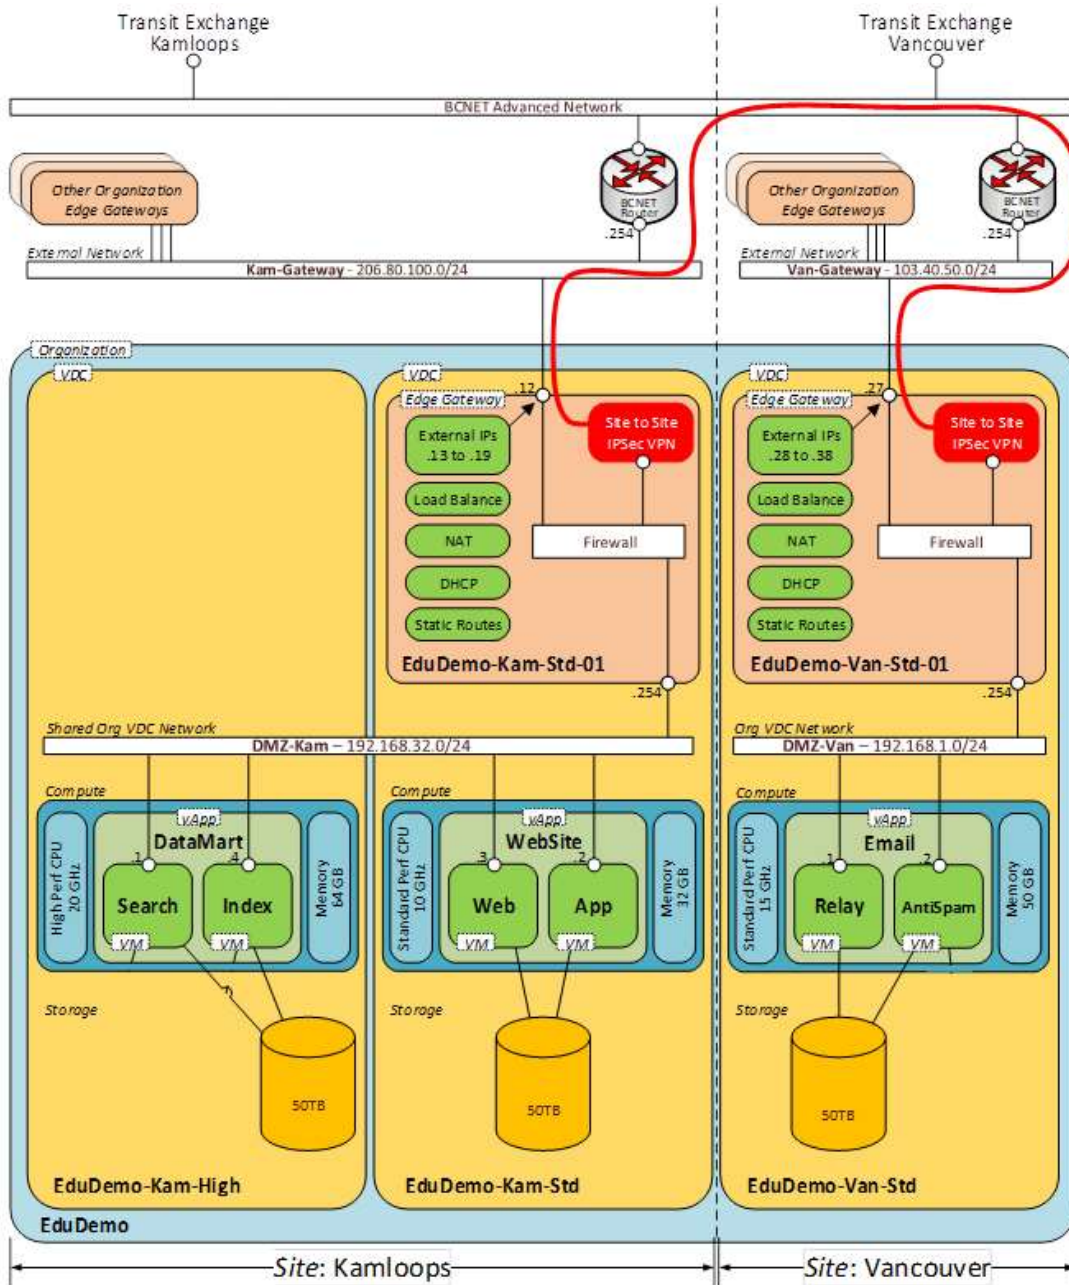 Transit Exchange
Kamloops
Transit Exchange
Vancouver
BCNET Advanced Network
Other Organization
Edge Gateways
BCNET
Router
Other Organization
Edge Gateways
BCNET
Router
.254
.254
External Network
External Network
Kam-Gateway - 206.80.100.0/24
Van-Gateway - 103.40.50.0/24
Organization
VDC
VDC
VDC
.12
.27
Edge Gateway
Edge Gateway
External IPs
.13 to .19
Site to Site
IPSec VPN
External IPs
.28 to .38
Site to Site
IPSec VPN
Load Balance
Load Balance
NAT
Firewall
NAT
Firewall
DHCP
DHCP
Static Routes
Static Routes
EduDemo-Kam-Std-01
EduDemo-Van-Std-01
.254
.254
Shared Org VDC Network
Org VDC Network
DMZ-Kam – 192.168.32.0/24
DMZ-Van – 192.168.1.0/24
Compute
Compute
Compute
High Perf CPU
20 GHz
vApp
DataMart
.1
.4
Search
Index
VM
VM
Memory
64 GB
Standard Perf CPU
10 GHz
vApp
WebSite
.3
.2
Web
App
VM
VM
Memory
32 GB
Standard Perf CPU
15 GHz
vApp
Email
.1
.2
Relay
AntiSpam
VM
VM
Memory
50 GB
Storage
Storage
Storage
50TB
50TB
50TB
EduDemo-Kam-High
EduDemo-Kam-Std
EduDemo-Van-Std
EduDemo
Site: Kamloops
Site: Vancouver